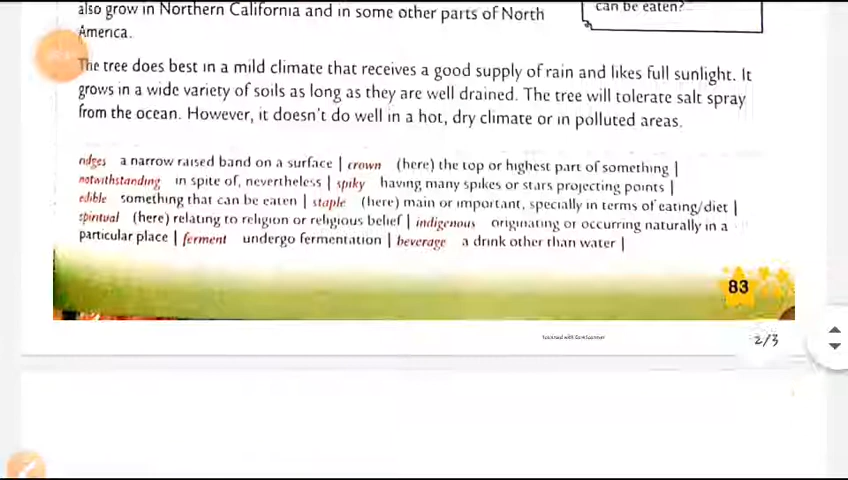 also grow in Northern California and in some other parts of North
can be eaten?
America.
The tree does best in a mild climate that receives a good supply of rain and likes full sunlight. It
grows in a wide variety of soils as long as they are well drained. The tree will tolerate salt spray
from the ocean. However, it doesn't do well in a hot, dry climate or in polluted areas.
ridges a narrow raised band on a surface | crown (here) the top or highest part of something |
notwithstanding in spite of, nevertheless | spiky having many spikes or stars projecting points |
edible something that can be eaten | staple (here) main or important, specially in terms of eating/diet |
spiritual (here) relating to religion or religious belief | indigenous originating or occurring naturally in a
particular place | ferment undergo fermentation | beverage a drink other than water |
83
Scanned with CamScanner
2/3